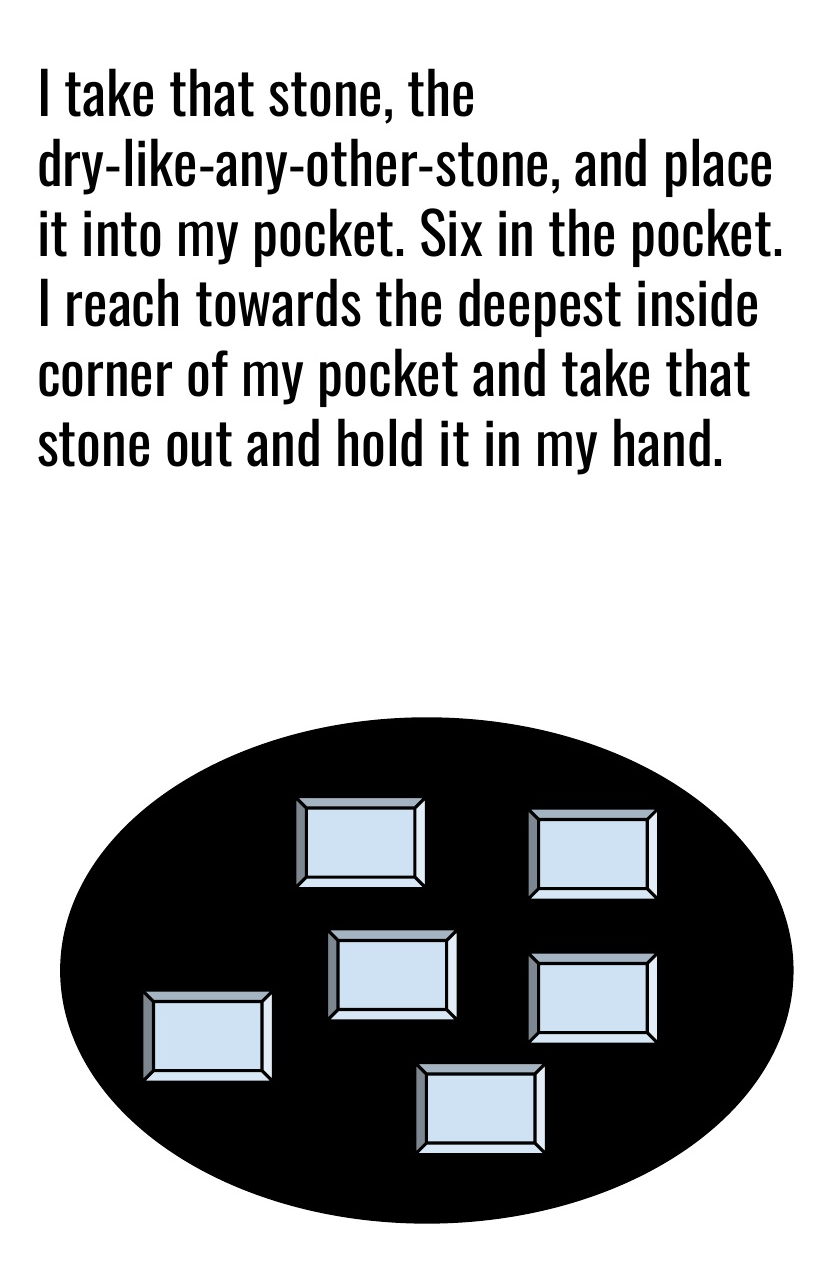 I take that stone, the
dry-like-any-other-stone, and place
it into my pocket. Six in the pocket.
I reach towards the deepest inside
corner of my pocket and take that
stone out and hold it in my hand.